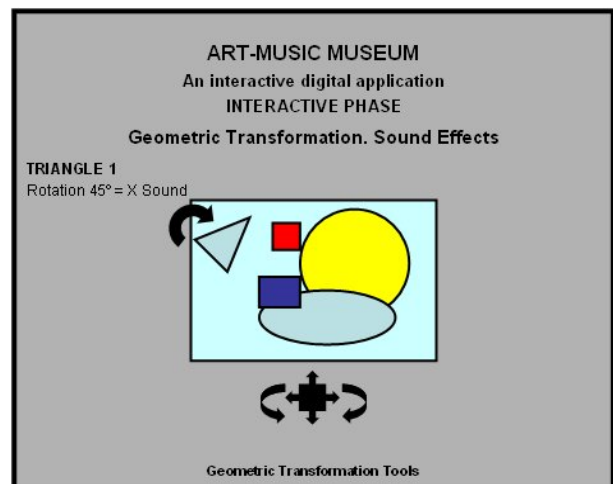 ART-MUSIC MUSEUM
An interactive digital application
INTERACTIVE PHASE
Geometric Transformation. Sound Effects
TRIANGLE 1
Rotation 45º = X Sound
Geometric Transformation Tools